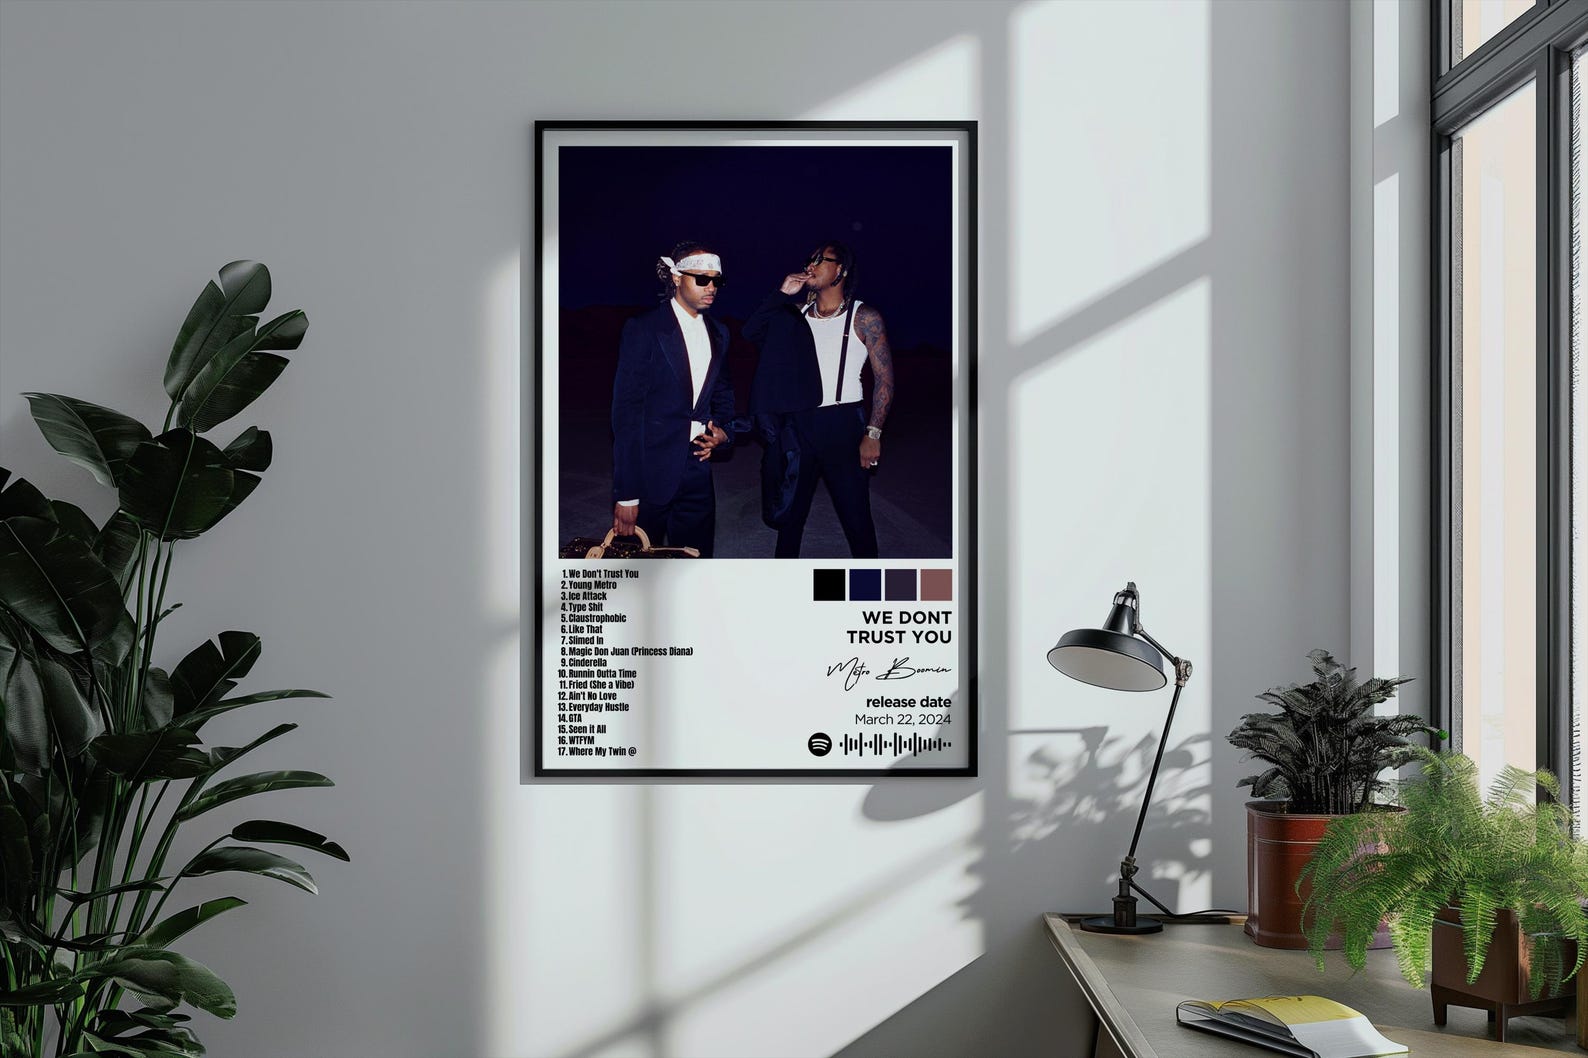 1. We Don't Trust You
2. Young Metro
3. Ice Attack
4. Type Shit
5. Claustrophobic
6. Like That
7. Slimed In
8. Magic Don Juan (Princess Diana)
9. Cinderella
10. Runnin Outta Time
11. Fried (She a Vibe)
12. Ain't No Love
13. Everyday Hustle
14. GTA
15. Seen it All
16. WTFYM
17. Where My Twin @
WE DONT
TRUST YOU
Metro Boomin
release date
March 22, 2024